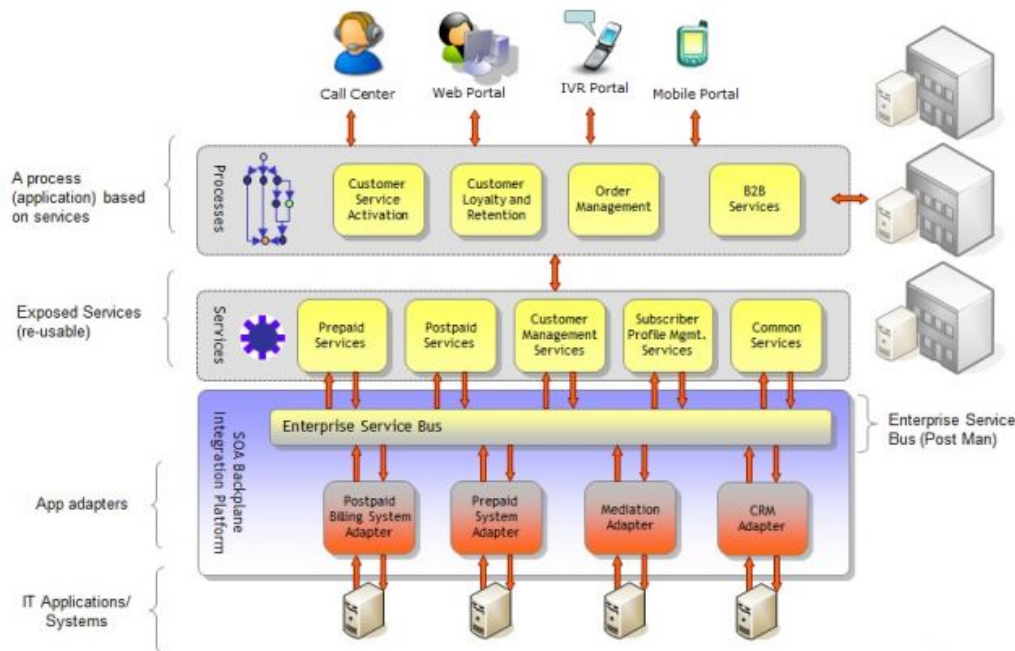 Call Center
Web Portal
IVR Portal
Mobile Portal
A process
(application) based
on services
Processes
Customer
Service
Activation
Customer
Loyalty and
Retention
Order
Management
B2B
Services
Exposed Services
(re-usable)
Services
Prepaid
Services
Postpaid
Services
Customer
Management
Services
Subscriber
Profile Mgmt.
Services
Common
Services
SOA Backplane
Integration Platform
Enterprise Service Bus
Enterprise Service
Bus (Post Man)
App adapters
Postpaid
Billing System
Adapter
Prepaid
System
Adapter
Mediation
Adapter
CRM
Adapter
IT Applications/
Systems